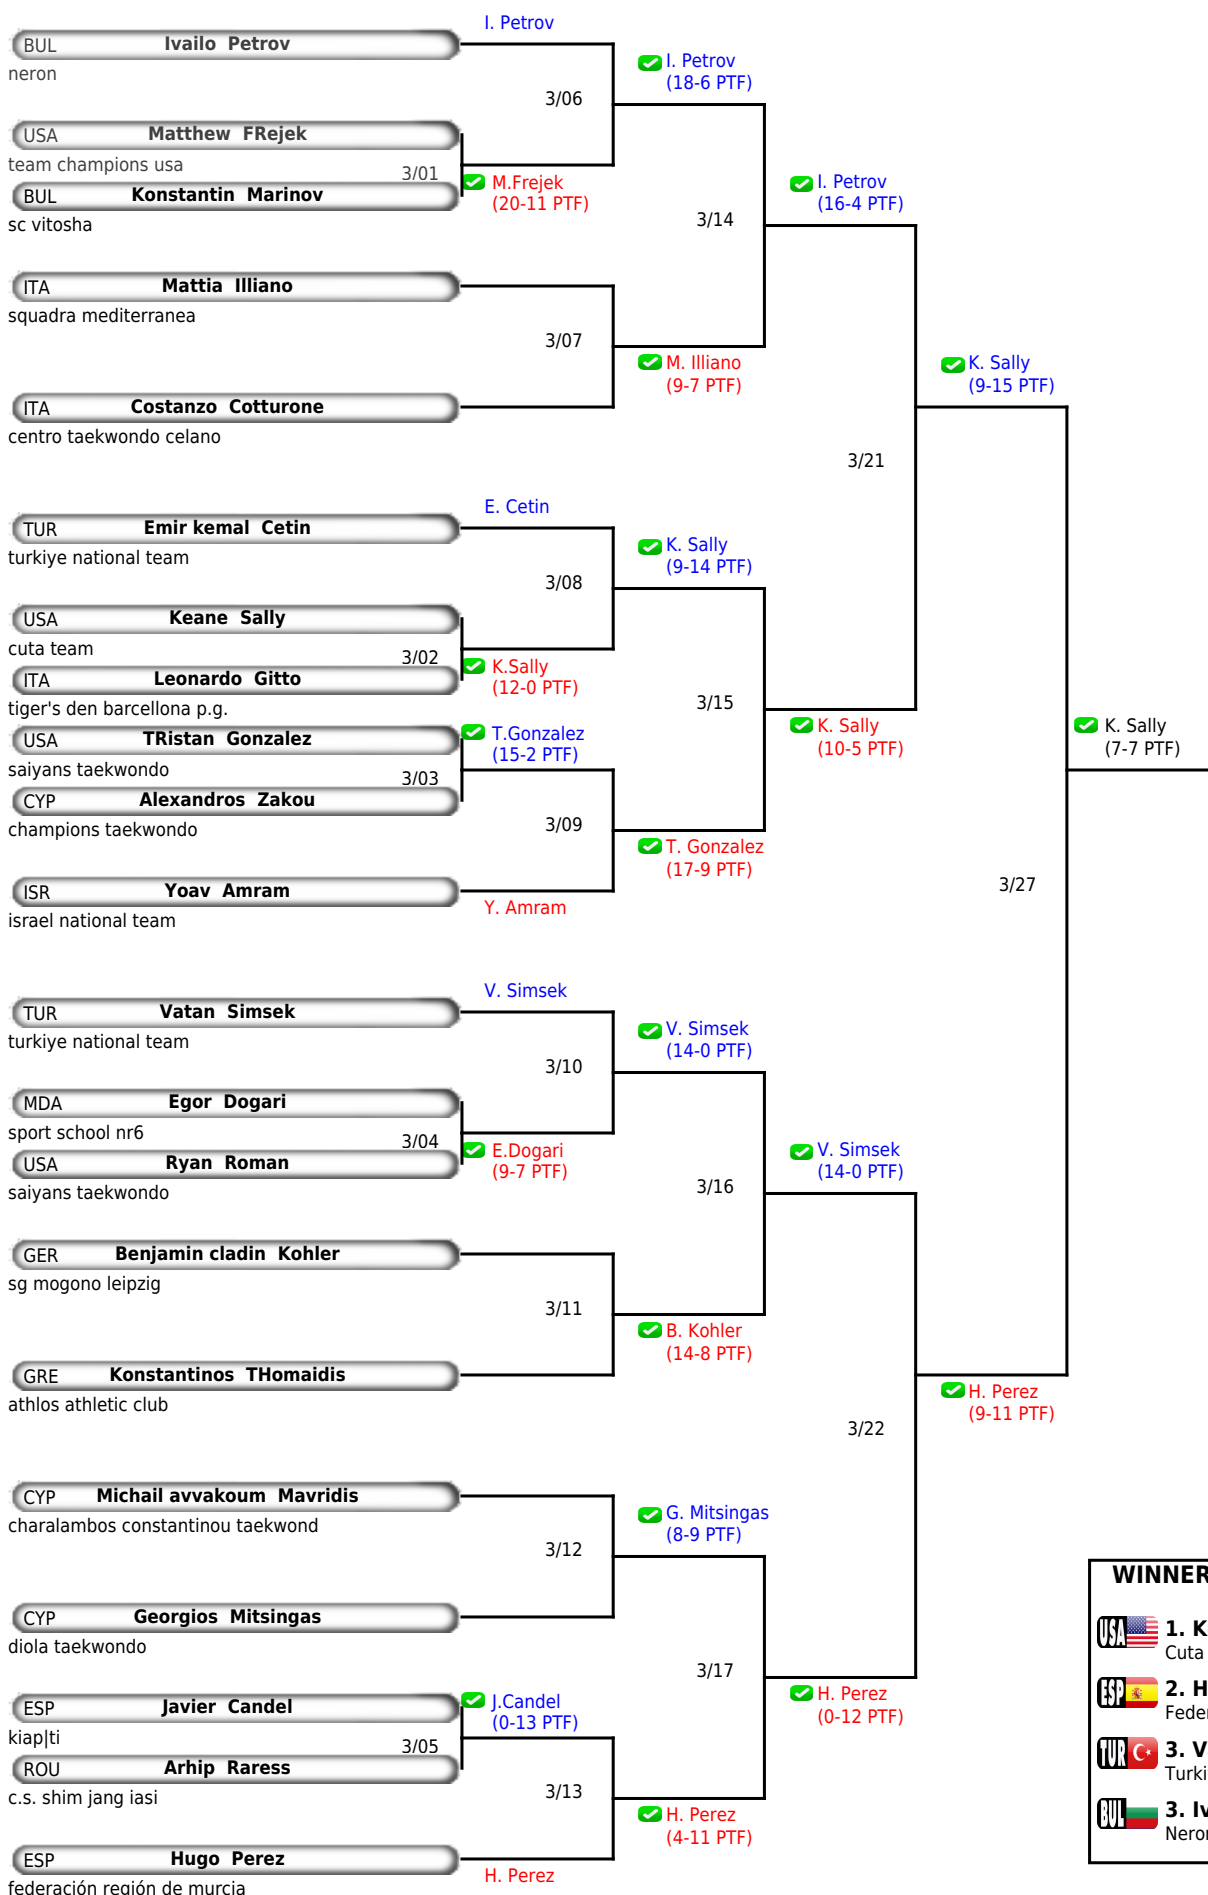 I. Petrov
BUL Ivailo Petrov
neron
I. Petrov
(18-6 PTF)
3/06
USA Matthew FRejek
team champions usa
3/01
BUL Konstantin Marinov
sc vitosha
M.Frejek
(20-11 PTF)
I. Petrov
(16-4 PTF)
3/14
ITA Mattia Illiano
squadra mediterranea
3/07
M. Illiano
(9-7 PTF)
K. Sally
(9-15 PTF)
ITA Costanzo Cotturone
centro taekwondo celano
3/21
E. Cetin
TUR Emir kemal Cetin
turkiye national team
K. Sally
(9-14 PTF)
3/08
USA Keane Sally
cuta team
3/02
ITA Leonardo Gitto
tiger's den barcellona p.g.
K.Sally
(12-0 PTF)
3/15
USA TRistan Gonzalez
saiyans taekwondo
T.Gonzalez
(15-2 PTF)
K. Sally
(10-5 PTF)
K. Sally
(7-7 PTF)
3/03
CYP Alexandros Zakou
champions taekwondo
3/09
T. Gonzalez
(17-9 PTF)
3/27
ISR Yoav Amram
israel national team
Y. Amram
V. Simsek
TUR Vatan Simsek
turkiye national team
V. Simsek
(14-0 PTF)
3/10
MDA Egor Dogari
sport school nr6
3/04
USA Ryan Roman
saiyans taekwondo
E.Dogari
(9-7 PTF)
V. Simsek
(14-0 PTF)
3/16
GER Benjamin cladin Kohler
sg mogono leipzig
3/11
B. Kohler
(14-8 PTF)
GRE Konstantinos THomaidis
athlos athletic club
H. Perez
(9-11 PTF)
3/22
CYP Michail avvakoum Mavridis
charalambos constantinou taekwond
G. Mitsingas
(8-9 PTF)
3/12
CYP Georgios Mitsingas
diola taekwondo
3/17
ESP Javier Candel
kiap|ti
J.Candel
(0-13 PTF)
H. Perez
(0-12 PTF)
3/05
ROU Arhip Raress
c.s. shim jang iasi
3/13
H. Perez
(4-11 PTF)
ESP Hugo Perez
federación región de murcia
H. Perez
WINNER
USA 1. K
Cuta
ESP 2. H
Feder
TUR 3. V
Turki
BUL 3. Iv
Neron